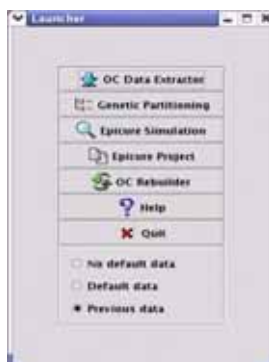 Launcher
OC Data Extractor
Genetic Partitioning
Epicure Simulation
Epicure Project
OC Rebuilder
Help
Quit
No default data
Default data
Previous data